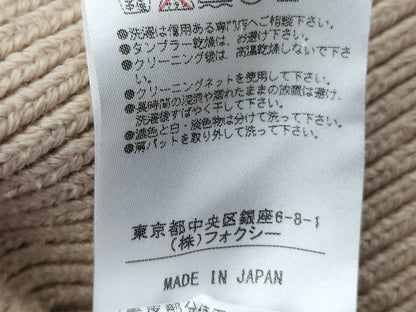 ●洗濯は信用ある専門店へご相談下さい。
●タンブラー乾燥は、お避け下さい。
●クリーニング後は、高温乾燥しないで下さい。
●クリーニングネットを使用して下さい。
●長時間の浸漬や濡れたままの放置は避け、
洗濯後すばやく干して下さい。
●濃色と白・淡色物は分けて洗って下さい。
●肩パットを取り外して洗って下さい。
東京都中央区銀座6-8-1
(株)フォクシー
MADE IN JAPAN